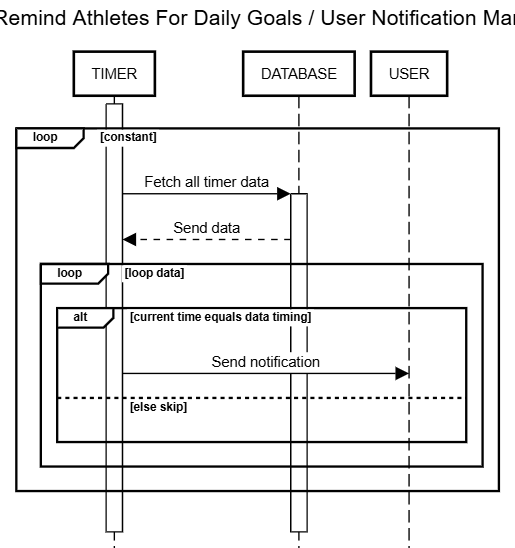 Remind Athletes For Daily Goals / User Notification Ma
TIMER
DATABASE
USER
loop
[constant]
Fetch all timer data
Send data
loop
[loop data]
alt
[current time equals data timing]
Send notification
[else skip]